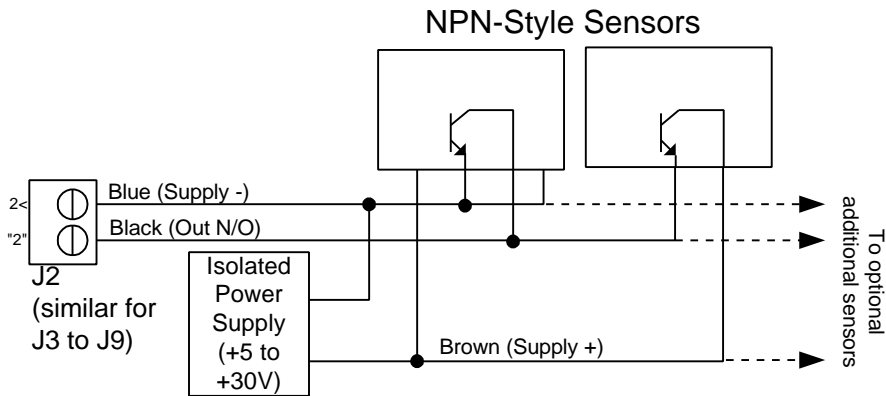 NPN-Style Sensors
2<
Blue (Supply -)
"2"
Black (Out N/O)
J2
(similar for
J3 to J9)
Isolated
Power
Supply
(+5 to
+30V)
Brown (Supply +)
To optional
additional sensors